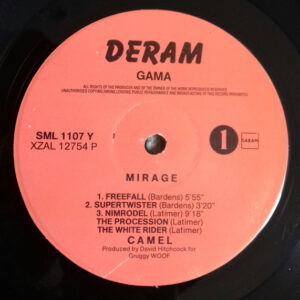 DERAM
GAMA
ALL RIGHTS OF THE PRODUCER AND OF THE OWNER OF THE WORK REPRODUCED RESERVED
UNAUTHORISED COPYING, HIRING, LENDING, PUBLIC PERFORMANCE AND BROADCASTING OF THIS RECORD PROHIBITED
SML 1107 Y
XZAL 12754 P
1
MIRAGE
1. FREEFALL (Bardens) 5'55"
2. SUPERTWISTER (Bardens) 3'20"
3. NIMRODEL (Latimer) 9'18"
THE PROCESSION (Latimer)
THE WHITE RIDER (Latimer)
CAMEL
Produced by David Hitchcock for
Gruggy WOOF